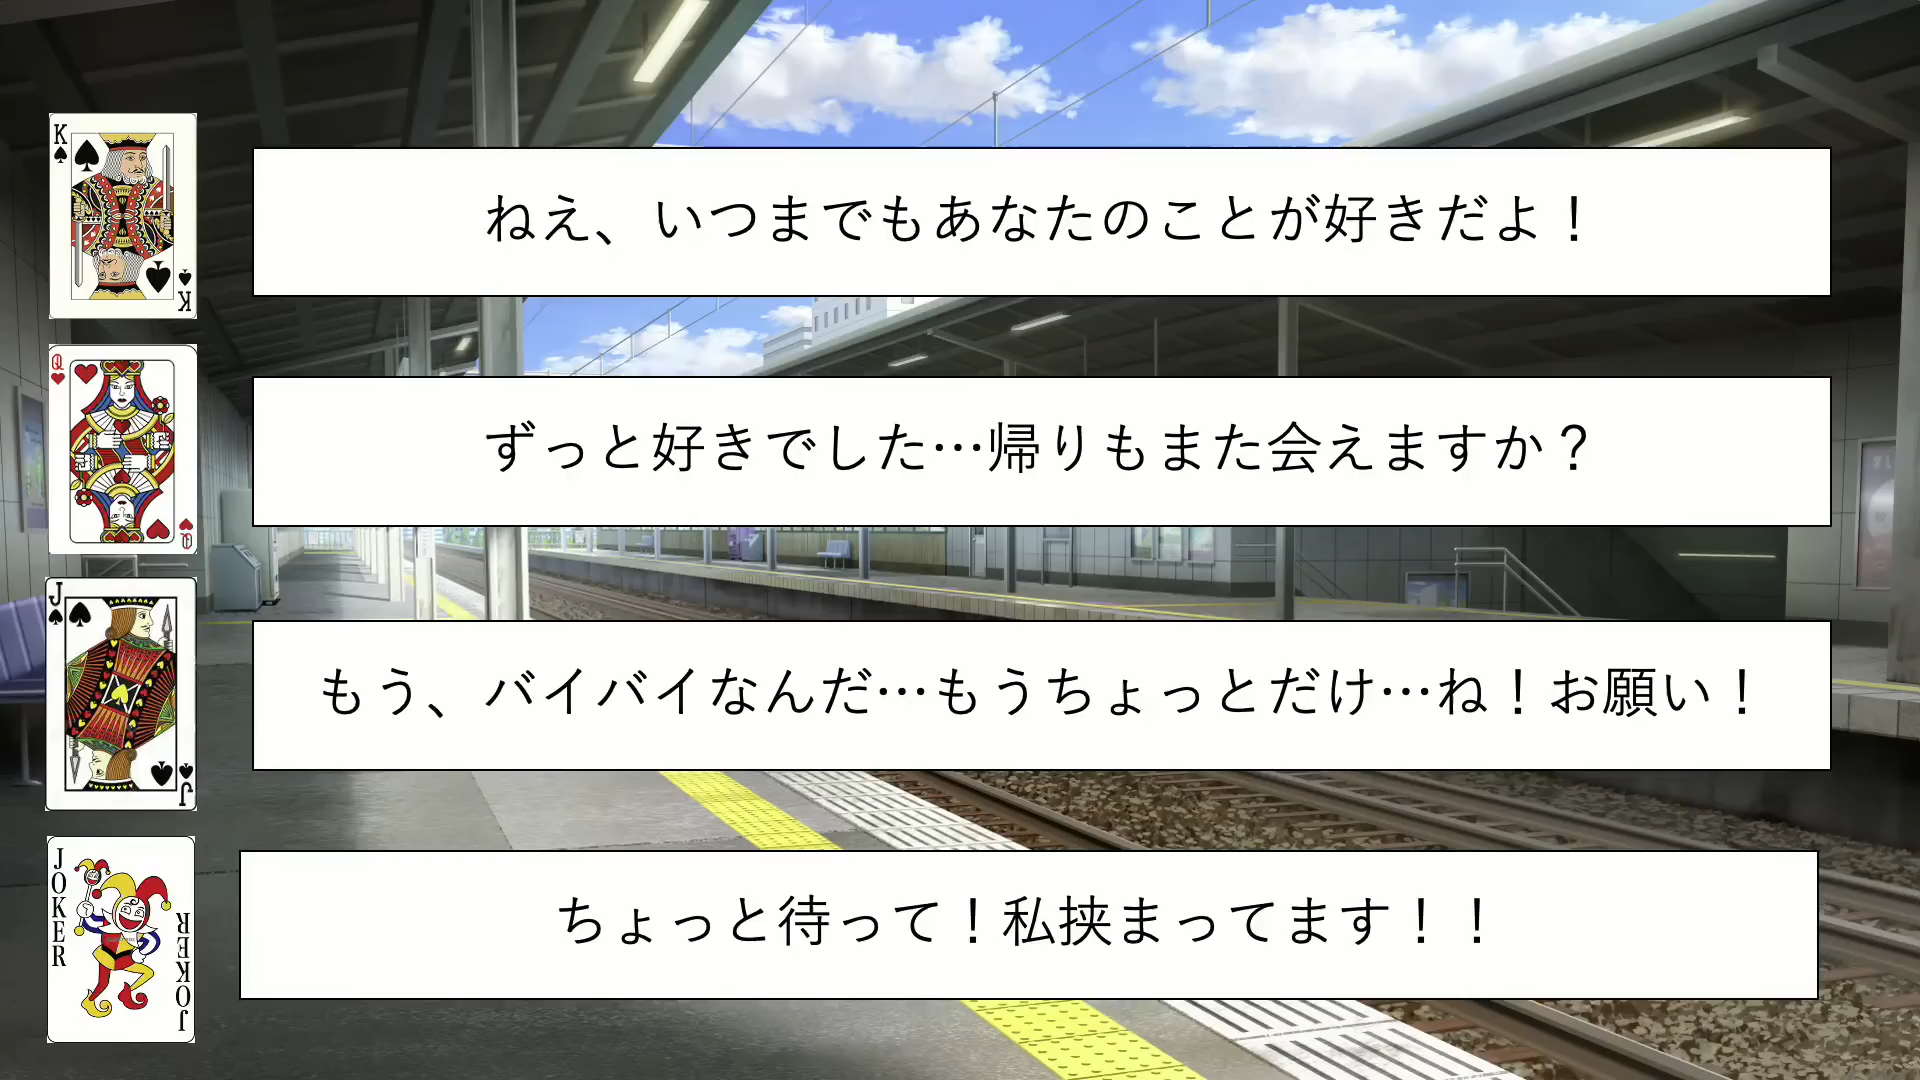 K
ねえ、いつまでもあなたのことが好きだよ！
K
Q
ずっと好きでした…帰りもまた会えますか？
Q
J
もう、バイバイなんだ…もうちょっとだけ…ね！お願い！
J
JOKER
ちょっと待って！私挟まってます！！
JOKER